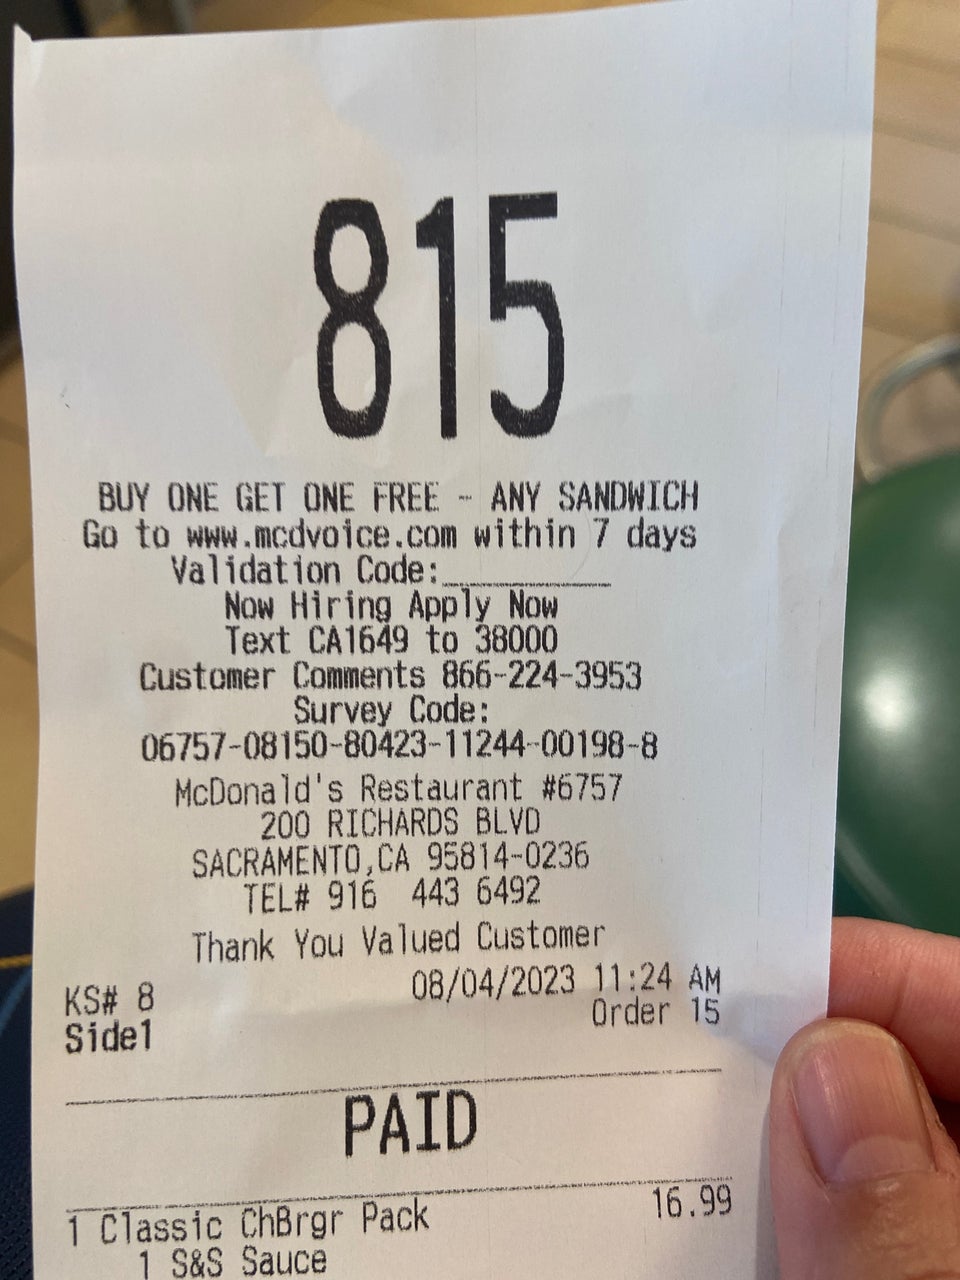 815
BUY ONE GET ONE FREE - ANY SANDWICH
Go to www.mcdvoice.com within 7 days
Validation Code:__________
Now Hiring Apply Now
Text CA1649 to 38000
Customer Comments 866-224-3953
Survey Code:
06757-08150-80423-11244-00198-8
McDonald's Restaurant #6757
200 RICHARDS BLVD
SACRAMENTO,CA 95814-0236
TEL# 916  443 6492
Thank You Valued Customer
KS# 8 08/04/2023 11:24 AM
Side1 Order 15
PAID
1 Classic ChBrgr Pack 16.99
1 S&S Sauce